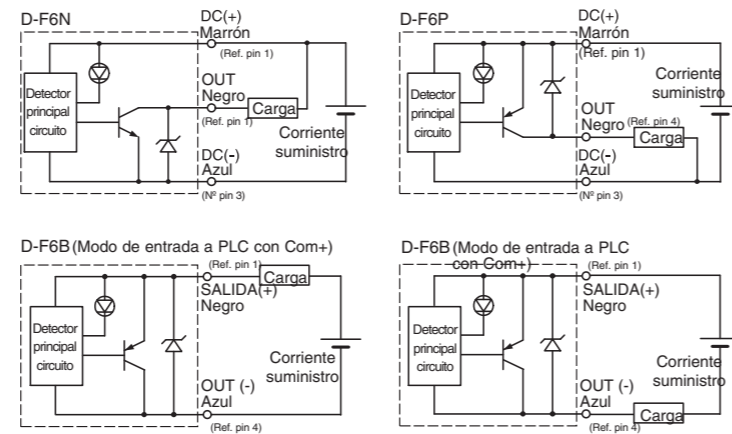 D-F6N
DC(+)
Marrón
(Ref. pin 1)
OUT
Negro
(Ref. pin 1)
Carga
Detector
principal
circuito
Corriente
suministro
DC(-)
Azul
(Nº pin 3)
D-F6P
DC(+)
Marrón
(Ref. pin 1)
Corriente
suministro
Detector
principal
circuito
OUT
Negro
(Ref. pin 4)
Carga
DC(-)
Azul
(Nº pin 3)
D-F6B (Modo de entrada a PLC con Com+)
(Ref. pin 1)
Carga
SALIDA(+)
Negro
Detector
principal
circuito
Corriente
suministro
OUT (-)
Azul
(Ref. pin 4)
D-F6B (Modo de entrada a PLC
con Com+)
(Ref. pin 1)
SALIDA(+)
Negro
Detector
principal
circuito
Corriente
suministro
OUT (-)
Azul
Carga
(Ref. pin 4)